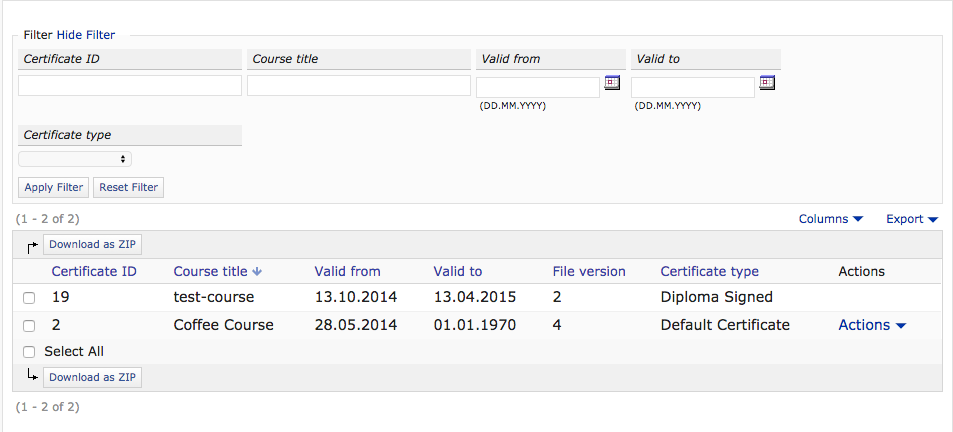 Filter Hide Filter
Certificate ID Course title Valid from Valid to
(DD.MM.YYYY) (DD.MM.YYYY)
Certificate type
Apply Filter Reset Filter
(1 - 2 of 2) Columns Export
Download as ZIP
Certificate ID Course title Valid from Valid to File version Certificate type Actions
19 test-course 13.10.2014 13.04.2015 2 Diploma Signed
2 Coffee Course 28.05.2014 01.01.1970 4 Default Certificate Actions
Select All
Download as ZIP
(1 - 2 of 2)